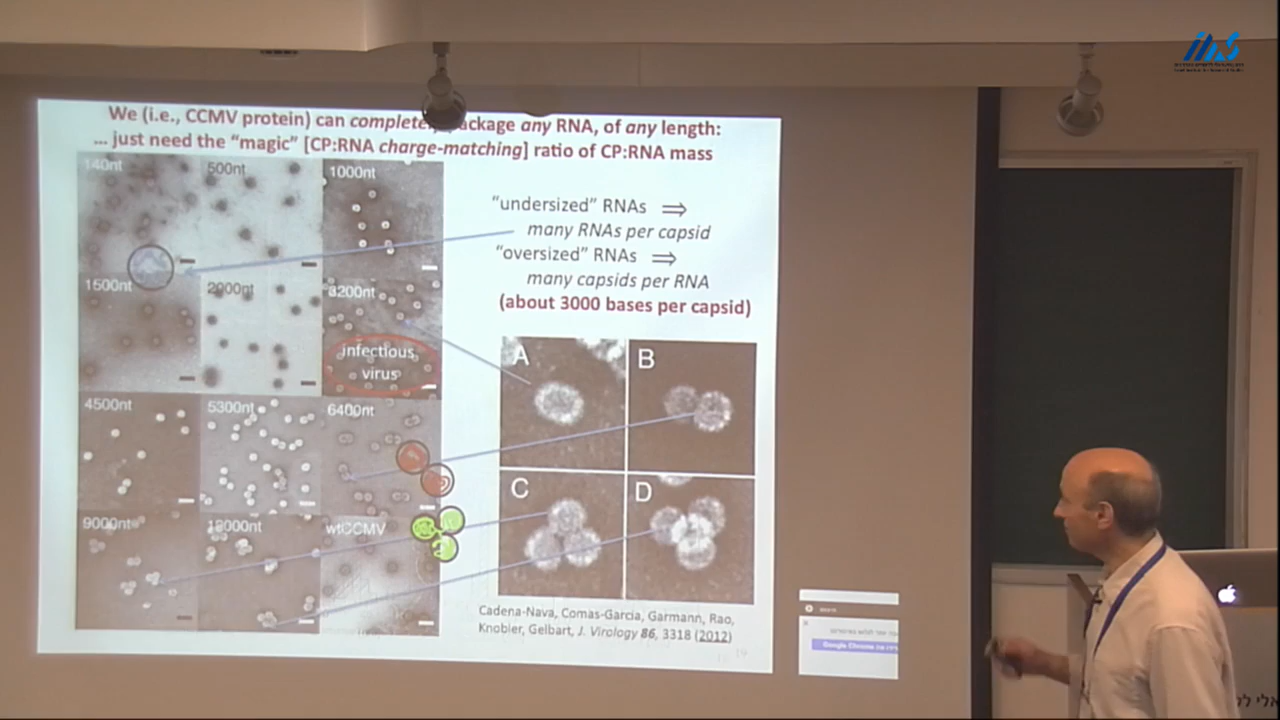 We (i.e., CCMV protein) can package any RNA, of any length:
... just need the “magic” [CP:RNA charge-matching] ratio of CP:RNA mass
140nt
500nt
1000nt
“undersized” RNAs ⟹
many RNAs per capsid
“oversized” RNAs ⟹
many capsids per RNA
(about 3000 bases per capsid)
1500nt
2000nt
3200nt
infectious
virus
4500nt
5300nt
6400nt
9000nt
wtCCMV
A
B
C
D
Cadena-Nava, Comas-Garcia, Garmann, Rao,
Knobler, Gelbart, J. Virology 86, 3318 (2012)
Google Chrome